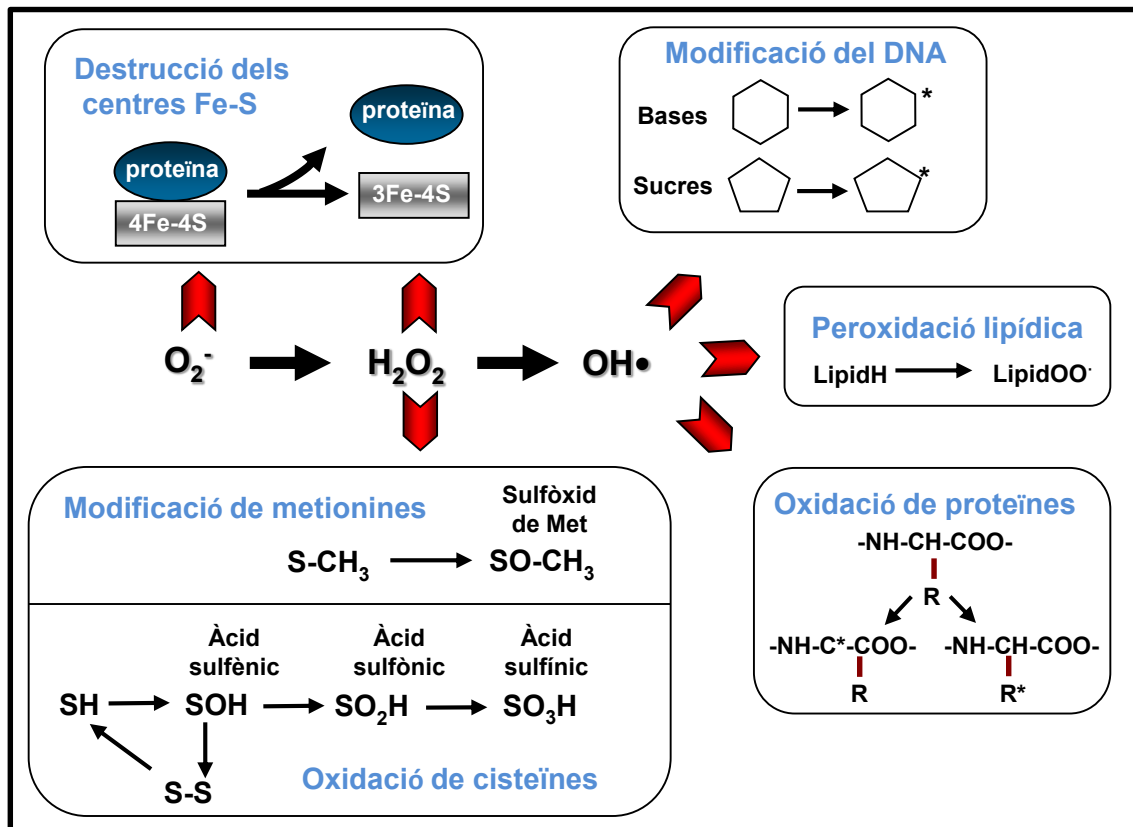 Destrucció dels
centres Fe-S
proteïna
proteïna
4Fe-4S
3Fe-4S
Modificació del DNA
Bases
*
Sucres
*
O₂⁻
H₂O₂
OH•
Peroxidació lipídica
LipidH
LipidOO·
Modificació de metionines
Sulfòxid
de Met
S-CH₃
SO-CH₃
Àcid
sulfènic
Àcid
sulfònic
Àcid
sulfínic
SH
SOH
SO₂H
SO₃H
S-S
Oxidació de cisteïnes
Oxidació de proteïnes
-NH-CH-COO-
R
-NH-C*-COO-
-NH-CH-COO-
R
R*